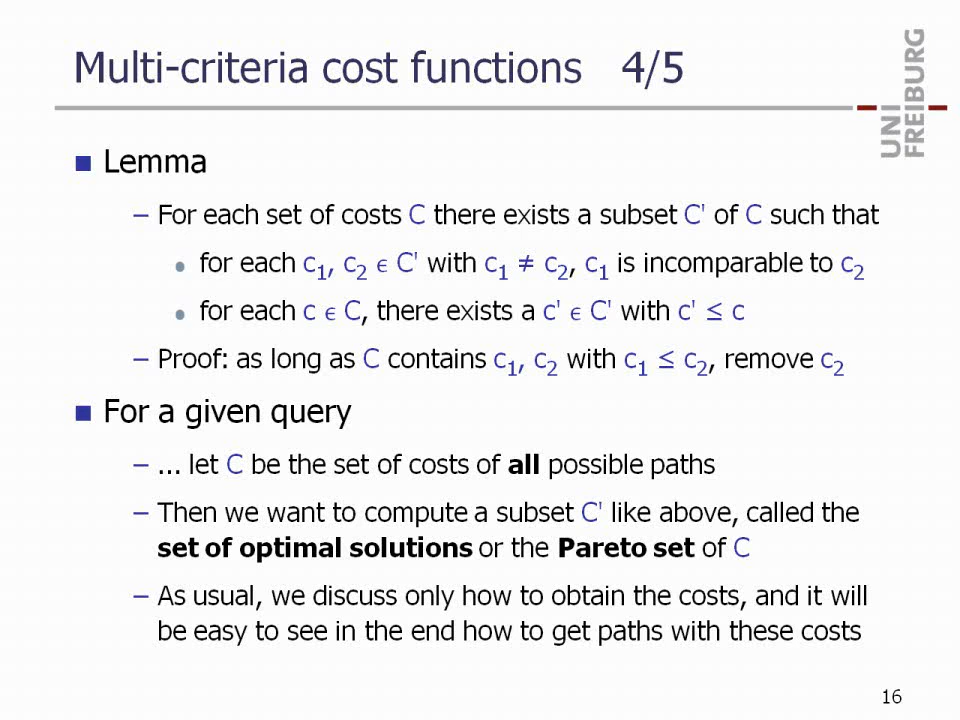 Multi-criteria cost functions 4/5
UNI
FREIBURG
■ Lemma
– For each set of costs C there exists a subset C' of C such that
• for each c₁, c₂ ϵ C' with c₁ ≠ c₂, c₁ is incomparable to c₂
• for each c ϵ C, there exists a c' ϵ C' with c' ≤ c
– Proof: as long as C contains c₁, c₂ with c₁ ≤ c₂, remove c₂
■ For a given query
– ... let C be the set of costs of all possible paths
– Then we want to compute a subset C' like above, called the
set of optimal solutions or the Pareto set of C
– As usual, we discuss only how to obtain the costs, and it will
be easy to see in the end how to get paths with these costs
16